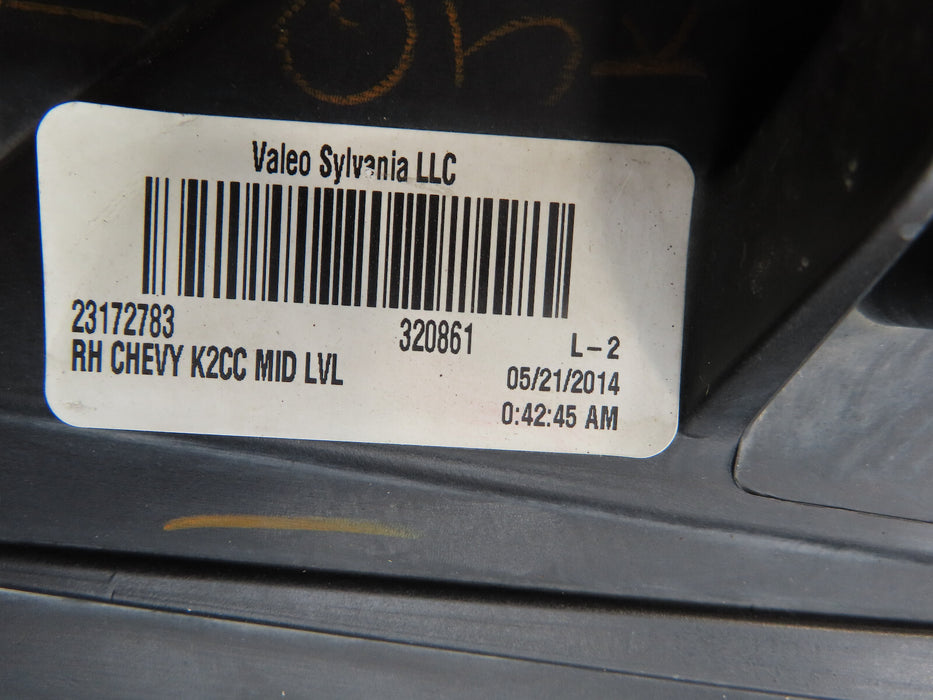 Valeo Sylvania LLC
23172783
320861
L-2
RH CHEVY K2CC MID LVL
05/21/2014
0:42:45 AM